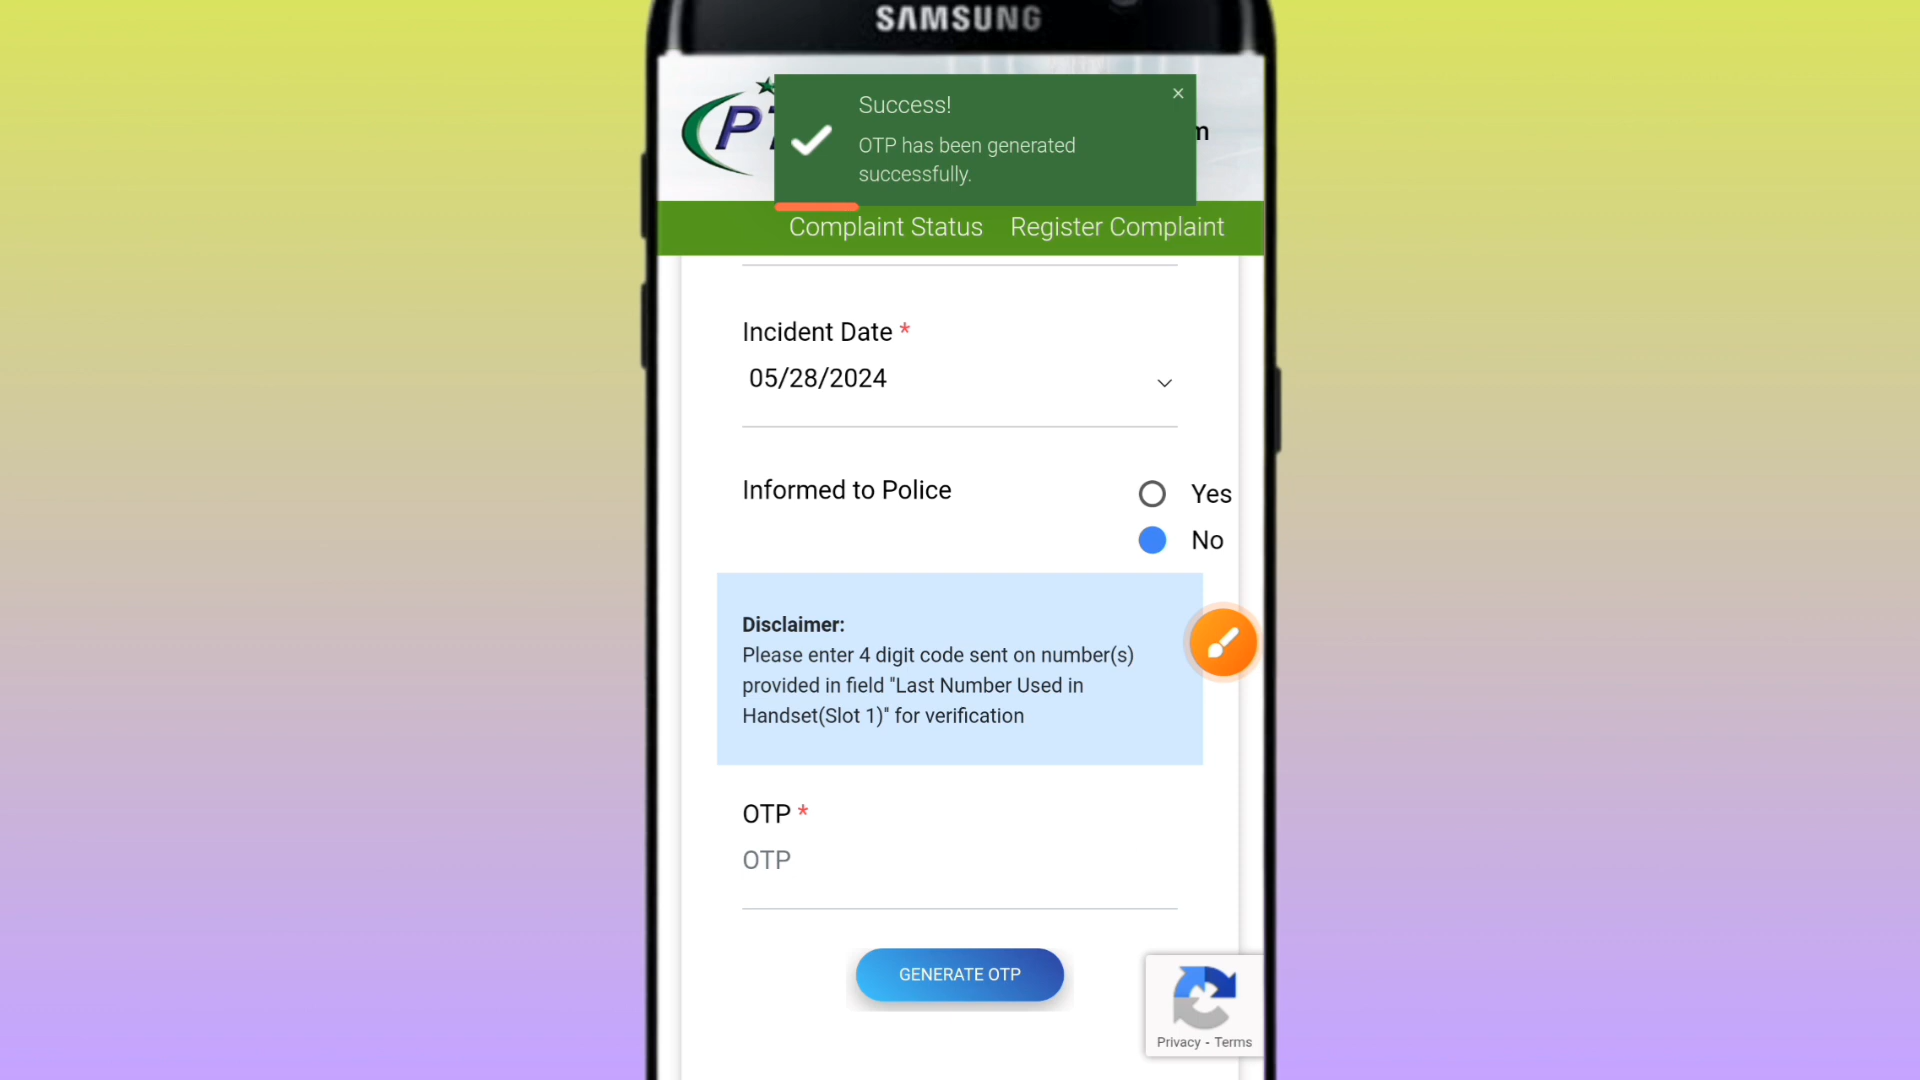 SAMSUNG
Success!
×
OTP has been generated
successfully.
Complaint Status Register Complaint
Incident Date *
05/28/2024
Informed to Police
Yes
No
Disclaimer:
Please enter 4 digit code sent on number(s)
provided in field "Last Number Used in
Handset(Slot 1)" for verification
OTP *
OTP
GENERATE OTP
Privacy - Terms